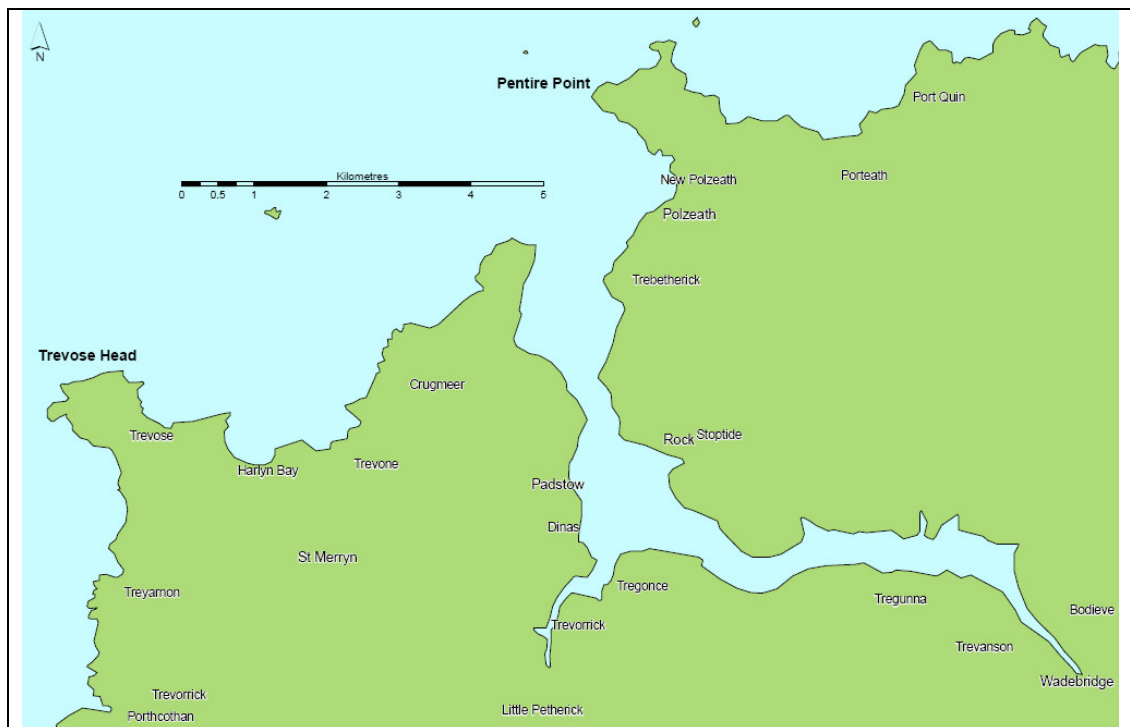 N
Pentire Point
Port Quin
Kilometres
0 0.5 1 2 3 4 5
New Polzeath
Porteath
Polzeath
Trebetherick
Trevose Head
Crugmeer
Trevose
Rock
Stoptide
Harlyn Bay
Trevone
Padstow
Dinas
St Merryn
Treyarnon
Tregonce
Tregunna
Bodieve
Trevorrick
Trevanson
Wadebridge
Trevorrick
Little Petherick
Porthcothan